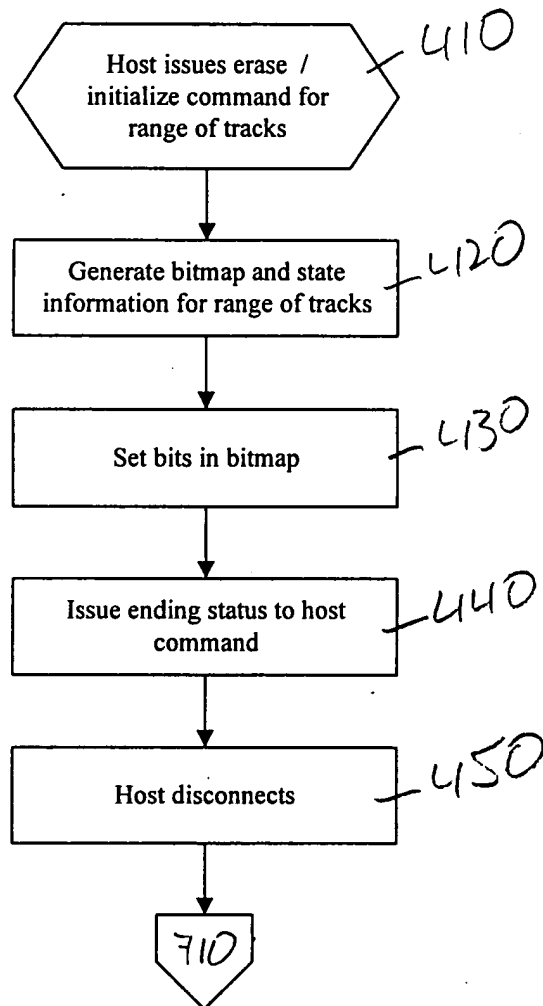 Host issues erase /
initialize command for
range of tracks
410
Generate bitmap and state
information for range of tracks
420
Set bits in bitmap
430
Issue ending status to host
command
440
Host disconnects
450
710